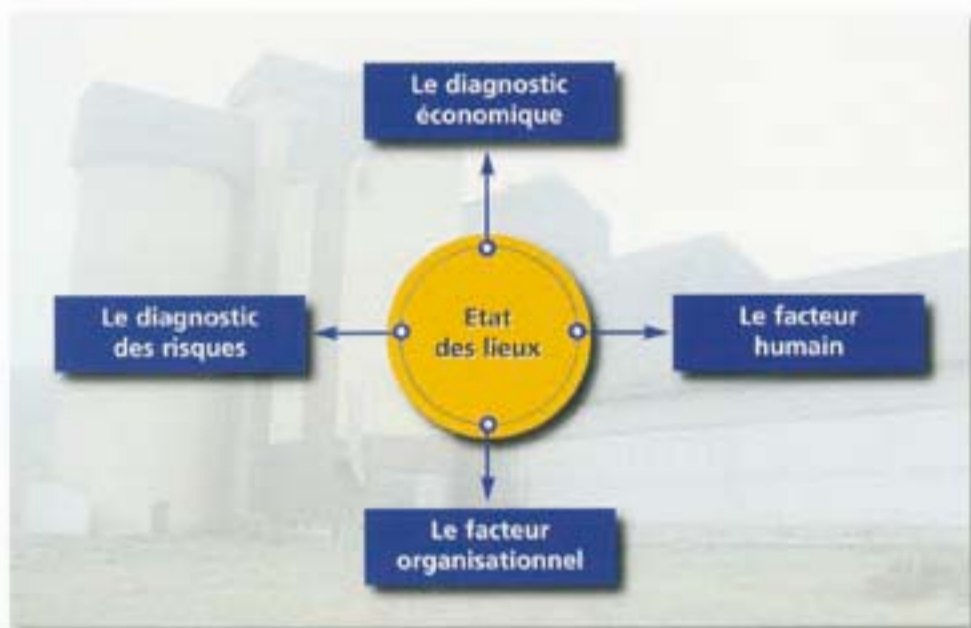 Le diagnostic
économique
Le diagnostic
des risques
Etat
des lieux
Le facteur
humain
Le facteur
organisationnel